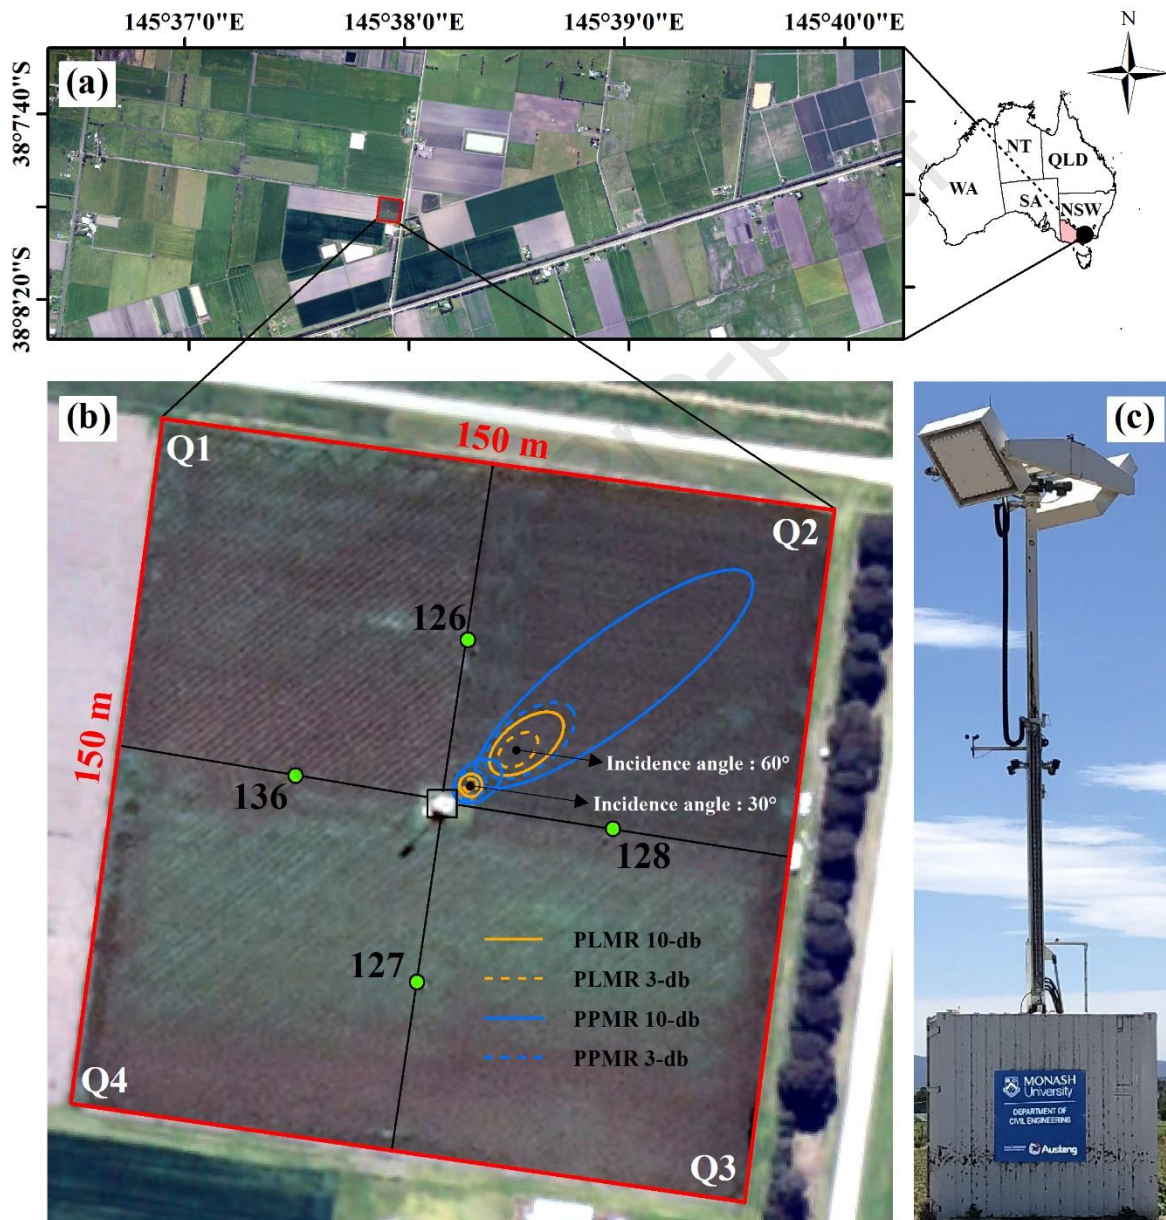 145°37'0"E 145°38'0"E 145°39'0"E 145°40'0"E
N
(a)
38°7'40"S
38°8'20"S
WA
NT
QLD
SA
NSW
(b)
(c)
Q1
150 m
Q2
150 m
126
136
128
127
Incidence angle : 60°
Incidence angle : 30°
PLMR 10-db
PLMR 3-db
PPMR 10-db
PPMR 3-db
Q4
Q3
MONASH
University
DEPARTMENT OF
CIVIL ENGINEERING
Austeng